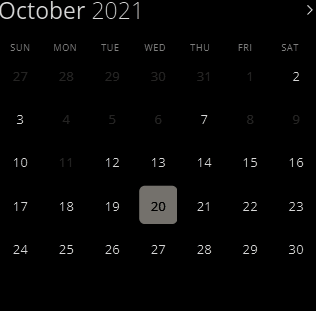 October 2021
SUN MON TUE WED THU FRI SAT
27 28 29 30 31 1 2
3 4 5 6 7 8 9
10 11 12 13 14 15 16
17 18 19 20 21 22 23
24 25 26 27 28 29 30